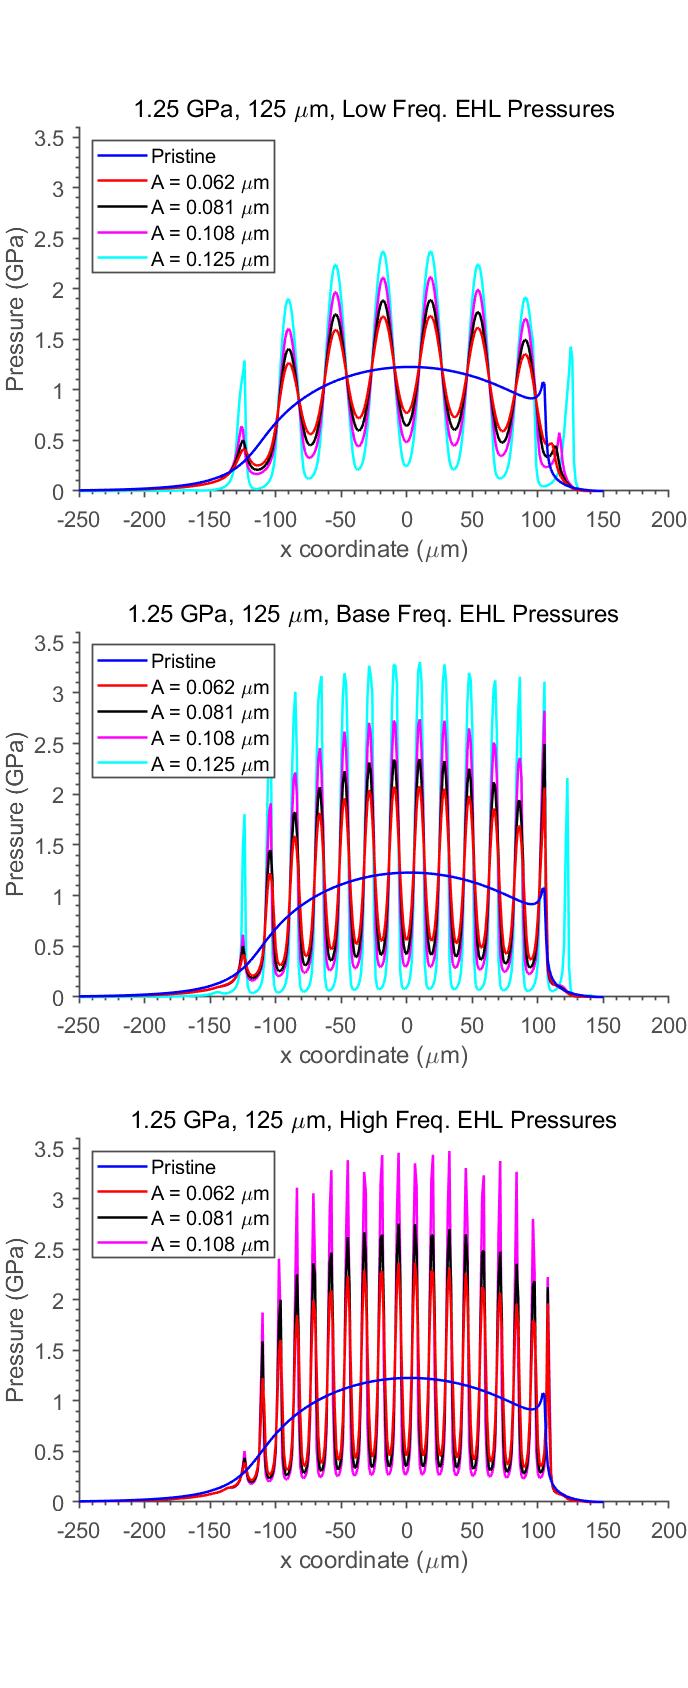 1.25 GPa, 125 μm, Low Freq. EHL Pressures
3.5
3
2.5
2
1.5
1
0.5
0
Pressure (GPa)
Pristine
A = 0.062 μm
A = 0.081 μm
A = 0.108 μm
A = 0.125 μm
-250 -200 -150 -100 -50 0 50 100 150 200
x coordinate (μm)
1.25 GPa, 125 μm, Base Freq. EHL Pressures
3.5
3
2.5
2
1.5
1
0.5
0
Pressure (GPa)
Pristine
A = 0.062 μm
A = 0.081 μm
A = 0.108 μm
A = 0.125 μm
-250 -200 -150 -100 -50 0 50 100 150 200
x coordinate (μm)
1.25 GPa, 125 μm, High Freq. EHL Pressures
3.5
3
2.5
2
1.5
1
0.5
0
Pressure (GPa)
Pristine
A = 0.062 μm
A = 0.081 μm
A = 0.108 μm
-250 -200 -150 -100 -50 0 50 100 150 200
x coordinate (μm)